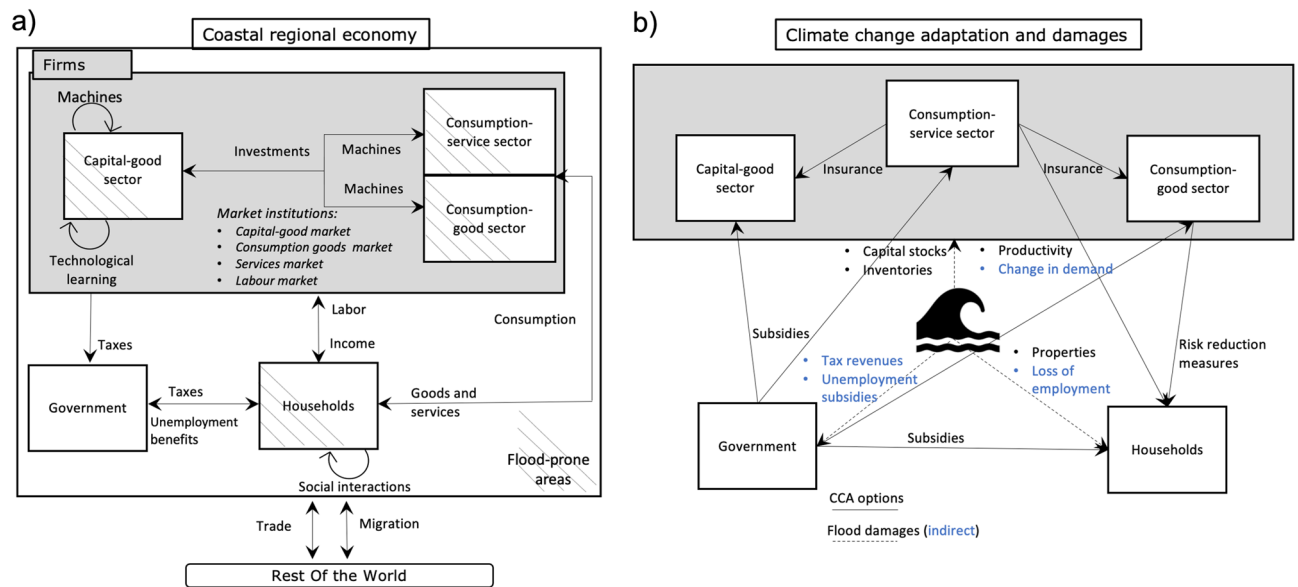 a)
Coastal regional economy
Firms
Machines
Capital-good
sector
Investments
Machines
Machines
Consumption-
service sector
Consumption-
good sector
Market institutions:
• Capital-good market
• Consumption goods market
• Services market
• Labour market
Technological
learning
Labor
Income
Consumption
Taxes
Government
Taxes
Unemployment
benefits
Households
Goods and
services
Social interactions
Flood-prone
areas
Trade
Migration
Rest Of the World
b)
Climate change adaptation and damages
Consumption-
service sector
Capital-good
sector
Insurance
Insurance
Consumption-
good sector
• Capital stocks
• Inventories
• Productivity
• Change in demand
Subsidies
• Tax revenues
• Unemployment
subsidies
• Properties
• Loss of
employment
Risk reduction
measures
Government
Subsidies
Households
CCA options
Flood damages (indirect)